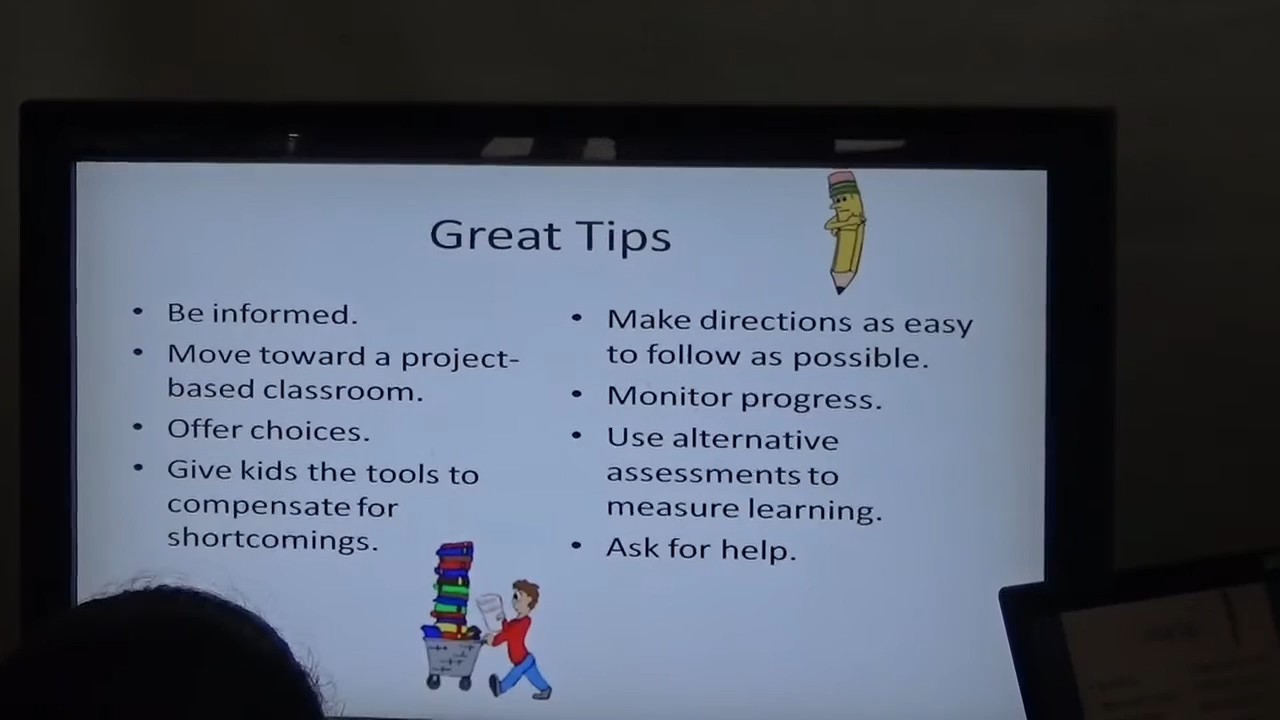 Great Tips
• Be informed.
• Move toward a project-
based classroom.
• Offer choices.
• Give kids the tools to
compensate for
shortcomings.
• Make directions as easy
to follow as possible.
• Monitor progress.
• Use alternative
assessments to
measure learning.
• Ask for help.